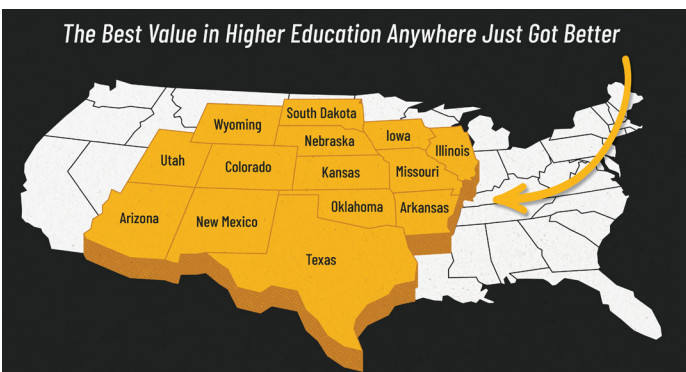 The Best Value in Higher Education Anywhere Just Got Better
South Dakota
Wyoming
Nebraska
Iowa
Illinois
Utah
Colorado
Kansas
Missouri
Arizona
New Mexico
Oklahoma
Arkansas
Texas